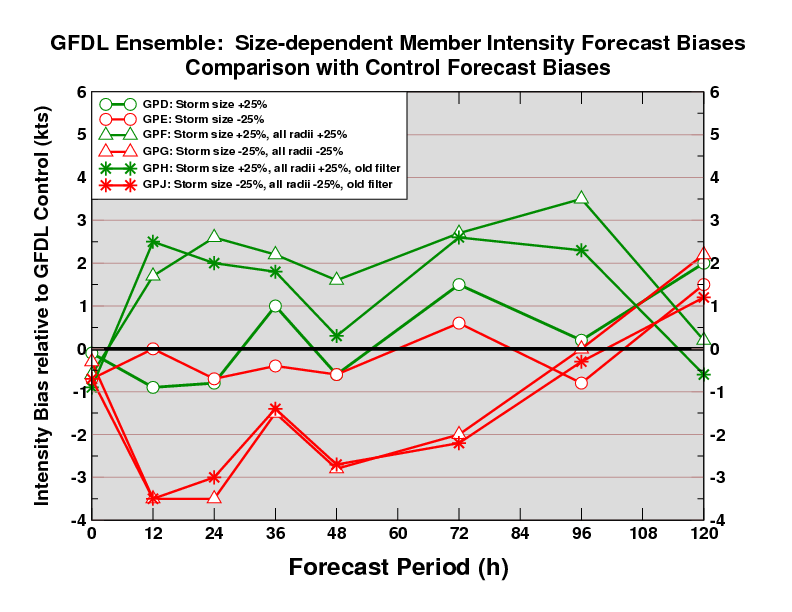 GFDL Ensemble:  Size-dependent Member Intensity Forecast Biases
Comparison with Control Forecast Biases
GPD: Storm size +25%
GPE: Storm size -25%
GPF: Storm size +25%, all radii +25%
GPG: Storm size -25%, all radii -25%
GPH: Storm size +25%, all radii +25%, old filter
GPJ: Storm size -25%, all radii -25%, old filter
Intensity Bias relative to GFDL Control (kts)
6 6
5 5
4 4
3 3
2 2
1 1
0 0
-1 -1
-2 -2
-3 -3
-4 -4
0 12 24 36 48 60 72 84 96 108 120
Forecast Period (h)